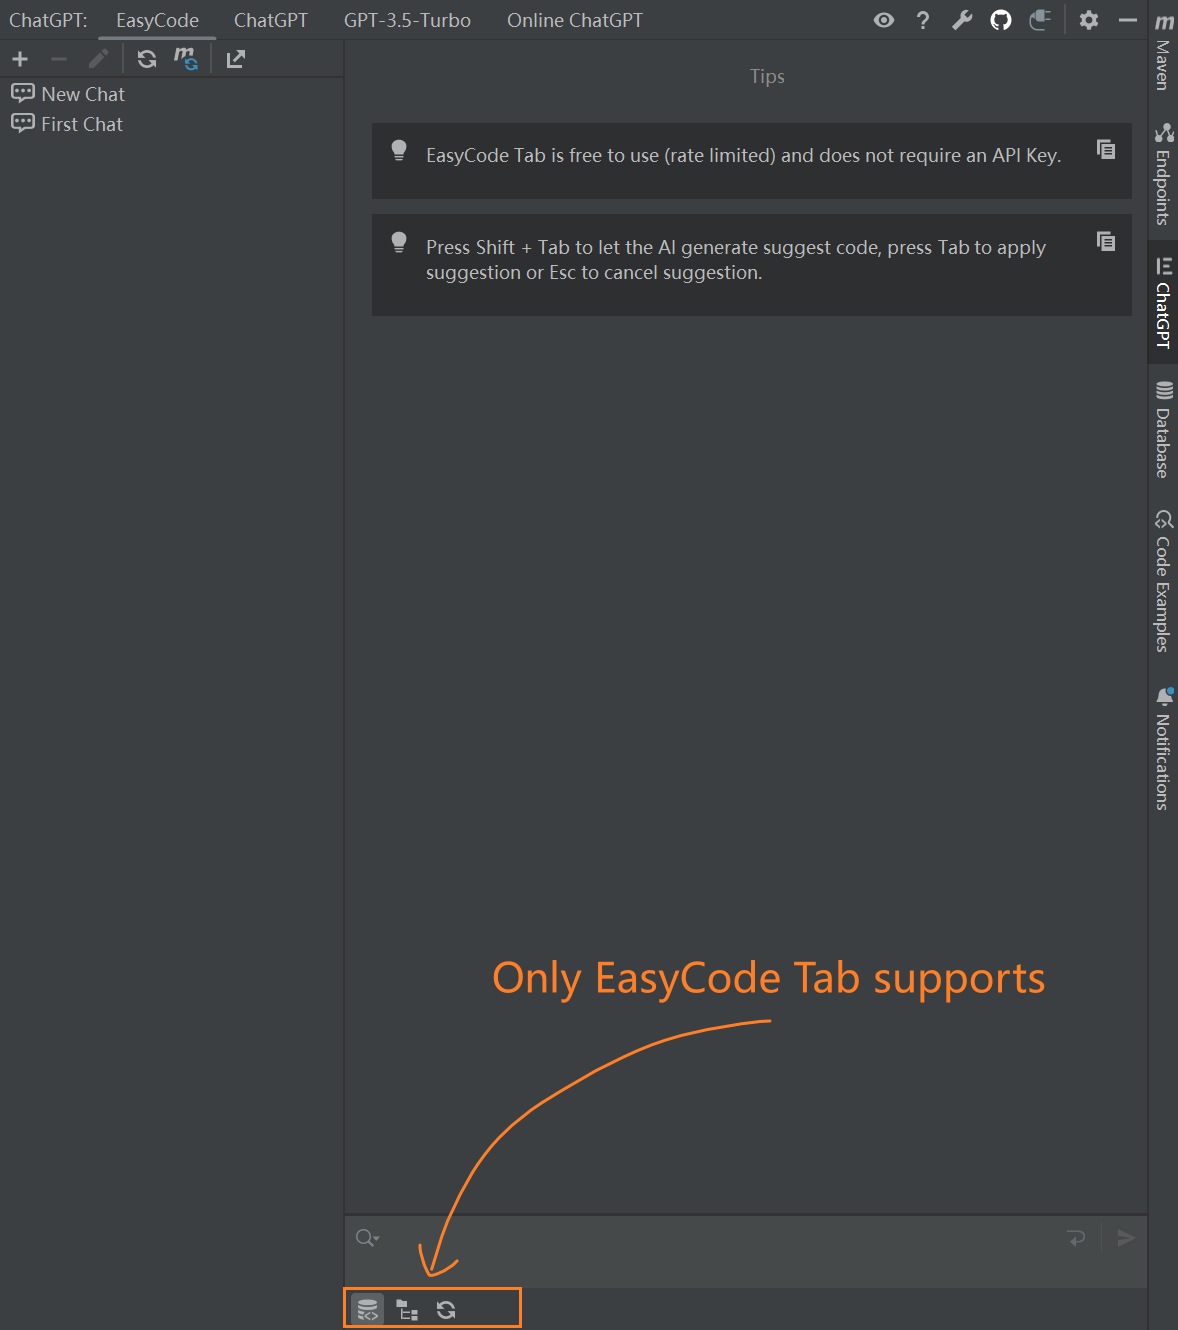 ChatGPT: EasyCode ChatGPT GPT-3.5-Turbo Online ChatGPT
New Chat
First Chat
Tips
EasyCode Tab is free to use (rate limited) and does not require an API Key.
Press Shift + Tab to let the AI generate suggest code, press Tab to apply
suggestion or Esc to cancel suggestion.
Only EasyCode Tab supports
Maven
Endpoints
ChatGPT
Database
Code Examples
Notifications